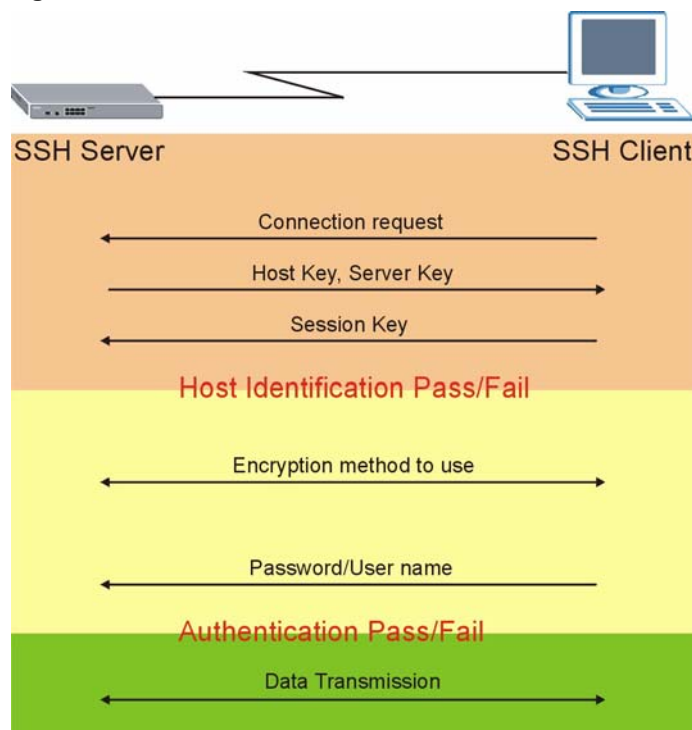 SSH Server
SSH Client
Connection request
Host Key, Server Key
Session Key
Host Identification Pass/Fail
Encryption method to use
Password/User name
Authentication Pass/Fail
Data Transmission